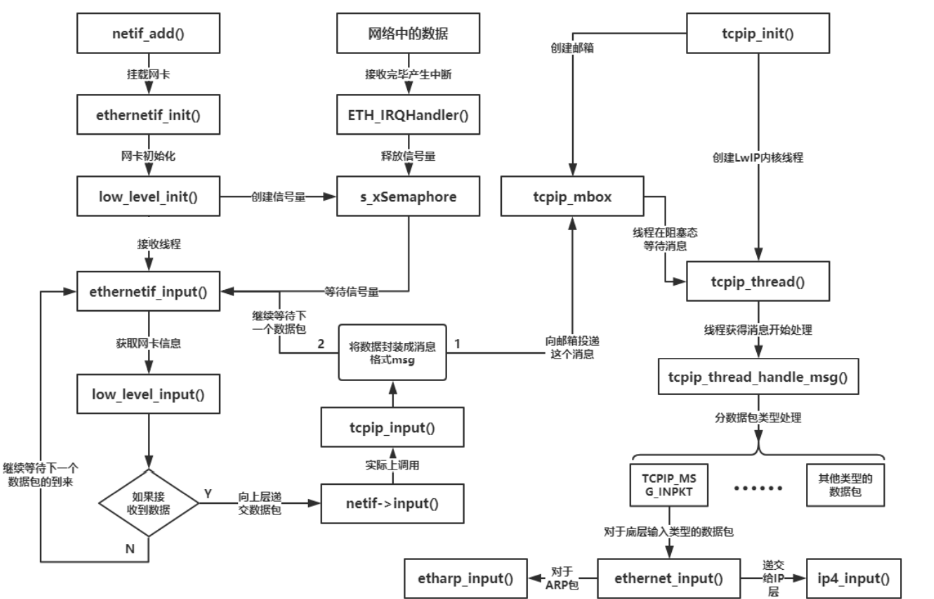 netif_add()
网络中的数据
tcpip_init()
创建邮箱
挂载网卡
接收完毕产生中断
ethernetif_init()
ETH_IRQHandler()
网卡初始化
释放信号量
创建LwIP内核线程
low_level_init()
创建信号量
s_xSemaphore
tcpip_mbox
线程在阻塞态
等待消息
接收线程
ethernetif_input()
等待信号量
tcpip_thread()
继续等待下
一个数据包
获取网卡信息
2
将数据封装成消息
格式msg
1
向邮箱投递
这个消息
线程获得消息开始处理
low_level_input()
tcpip_thread_handle_msg()
tcpip_input()
分数据包类型处理
继续等待下一个
数据包的到来
实际上调用
如果接
收到数据
Y
向上层递
交数据包
netif->input()
TCPIP_MS
G_INPKT
······
其他类型的
数据包
N
对于底层输入类型的数据包
etharp_input()
对于
ARP包
ethernet_input()
递交
给IP
层
ip4_input()